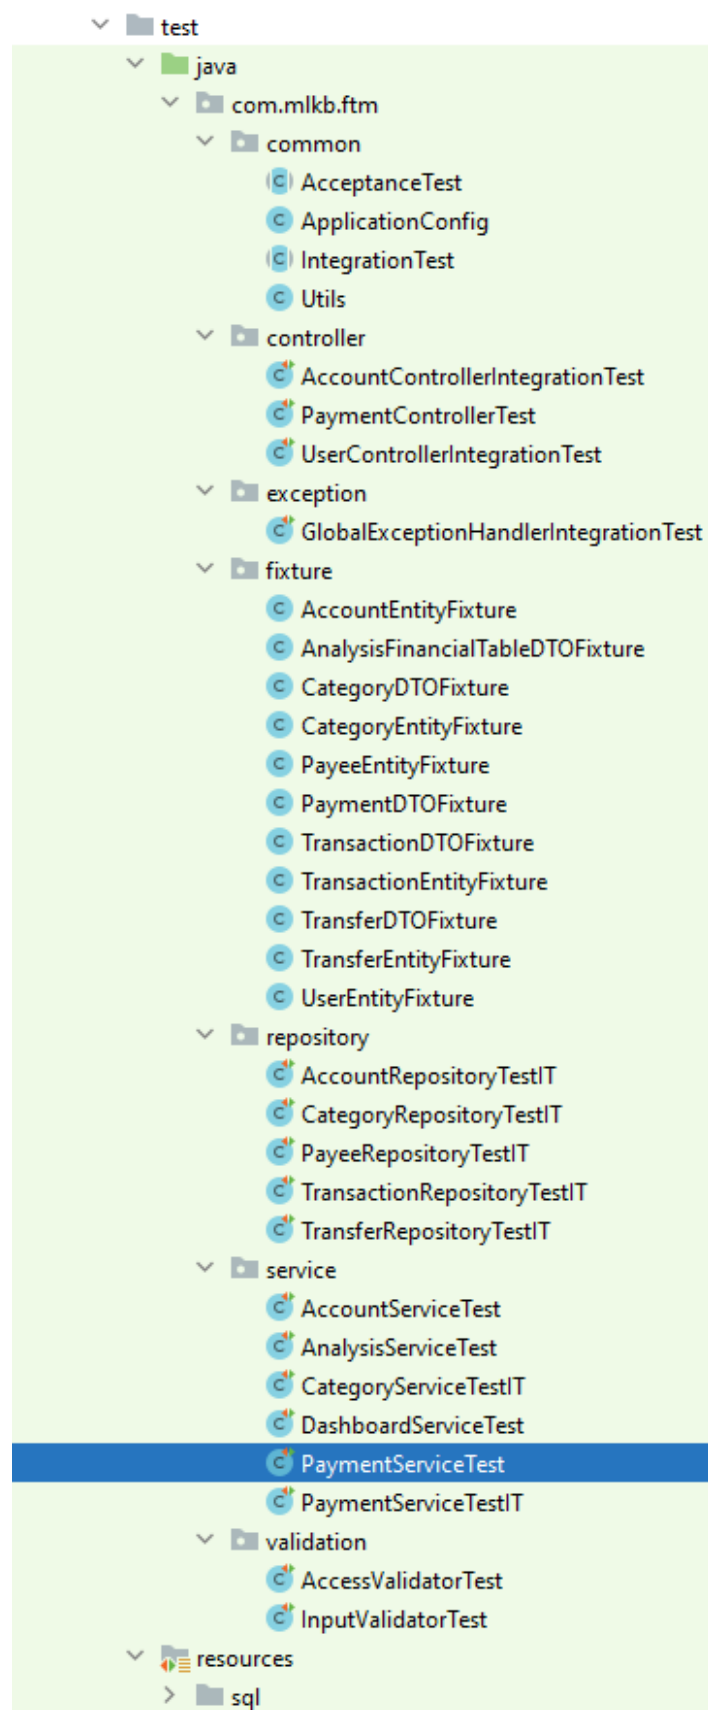 test
java
com.mlkb.ftm
common
AcceptanceTest
ApplicationConfig
IntegrationTest
Utils
controller
AccountControllerIntegrationTest
PaymentControllerTest
UserControllerIntegrationTest
exception
GlobalExceptionHandlerIntegrationTest
fixture
AccountEntityFixture
AnalysisFinancialTableDTOFixture
CategoryDTOFixture
CategoryEntityFixture
PayeeEntityFixture
PaymentDTOFixture
TransactionDTOFixture
TransactionEntityFixture
TransferDTOFixture
TransferEntityFixture
UserEntityFixture
repository
AccountRepositoryTestIT
CategoryRepositoryTestIT
PayeeRepositoryTestIT
TransactionRepositoryTestIT
TransferRepositoryTestIT
service
AccountServiceTest
AnalysisServiceTest
CategoryServiceTestIT
DashboardServiceTest
PaymentServiceTest
PaymentServiceTestIT
validation
AccessValidatorTest
InputValidatorTest
resources
sql